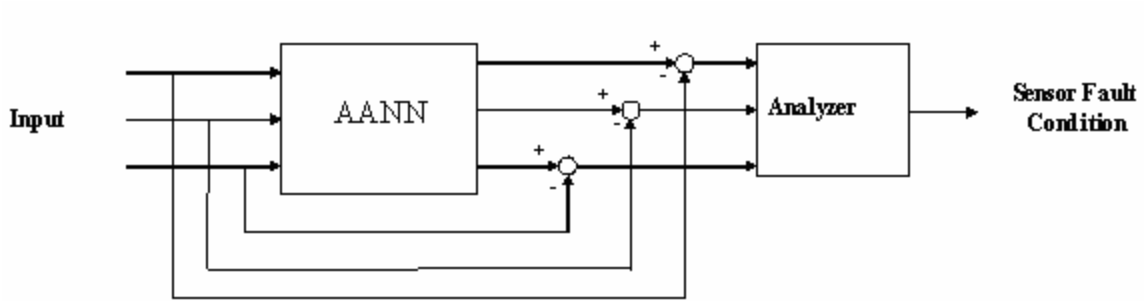 Input
AANN
+
-
+
-
+
-
Analyzer
Sensor Fault
Condition